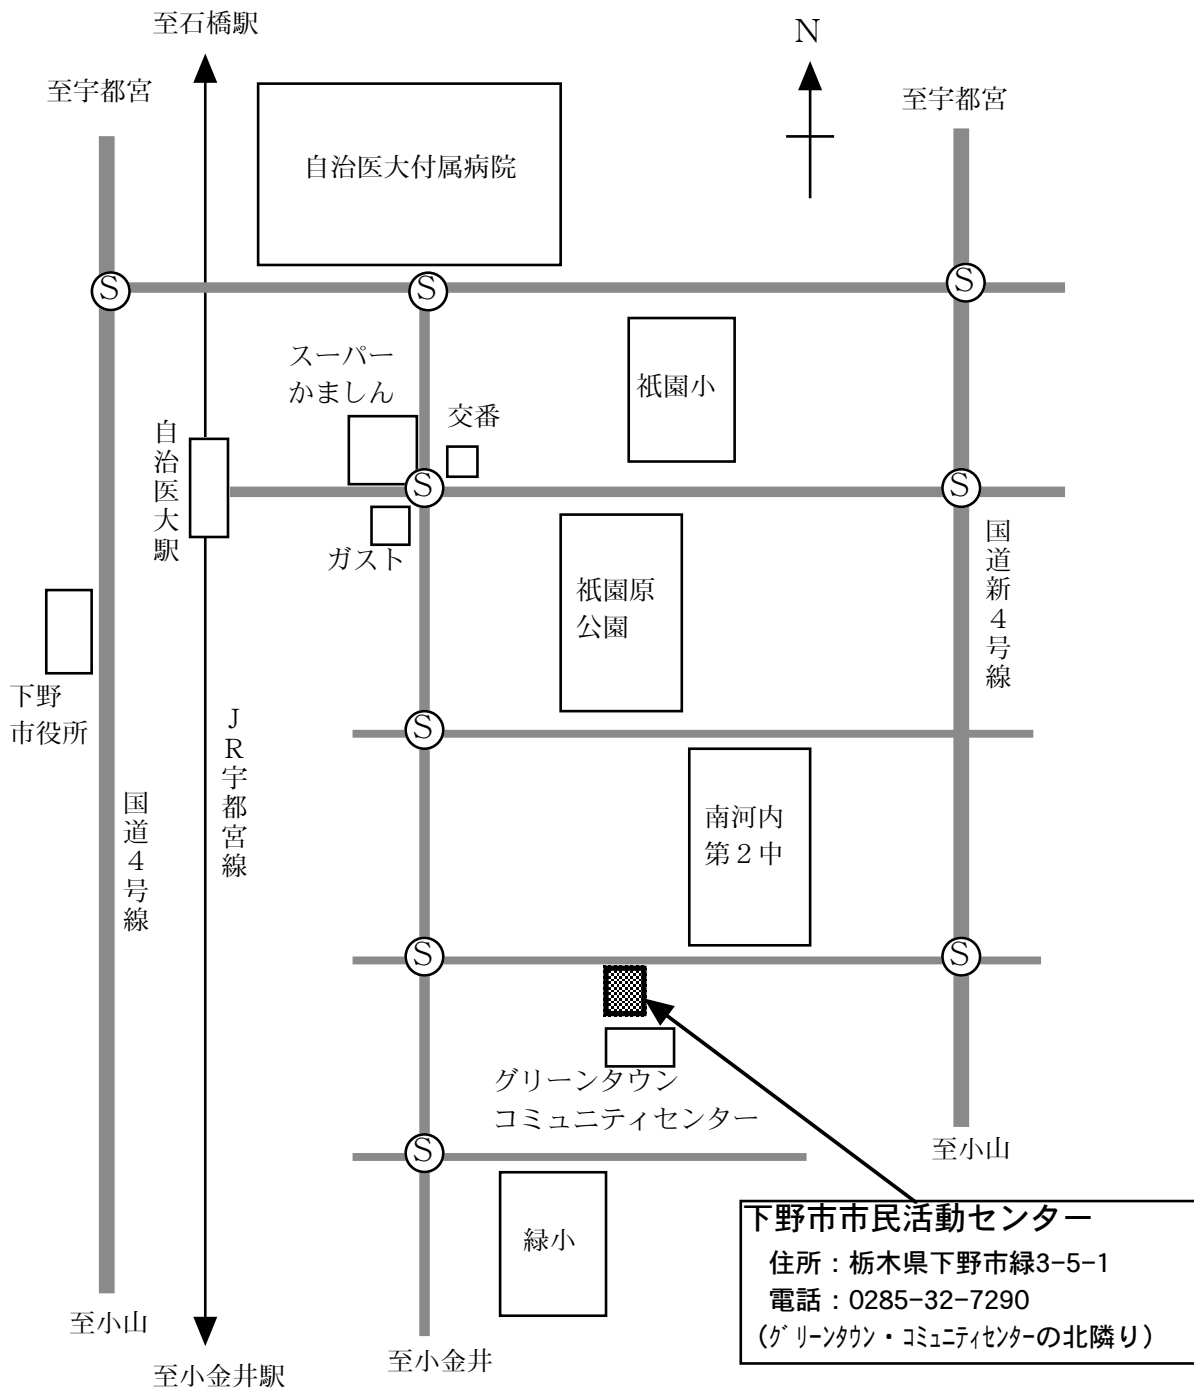 至石橋駅
N
至宇都宮
至宇都宮
自治医大付属病院
S
S
S
スーパー
かましん
祇園小
交番
自治医大駅
S
S
ガスト
国道新４号線
祇園原
公園
下野
市役所
ＪＲ宇都宮線
S
国道４号線
南河内
第２中
S
S
グリーンタウン
コミュニティセンター
S
至小山
下野市市民活動センター
住所：栃木県下野市緑3-5-1
電話：0285-32-7290
(ｸﾞﾘｰﾝﾀｳﾝ・ｺﾐｭﾆﾃｨｾﾝﾀｰの北隣り)
緑小
至小山
至小金井
至小金井駅